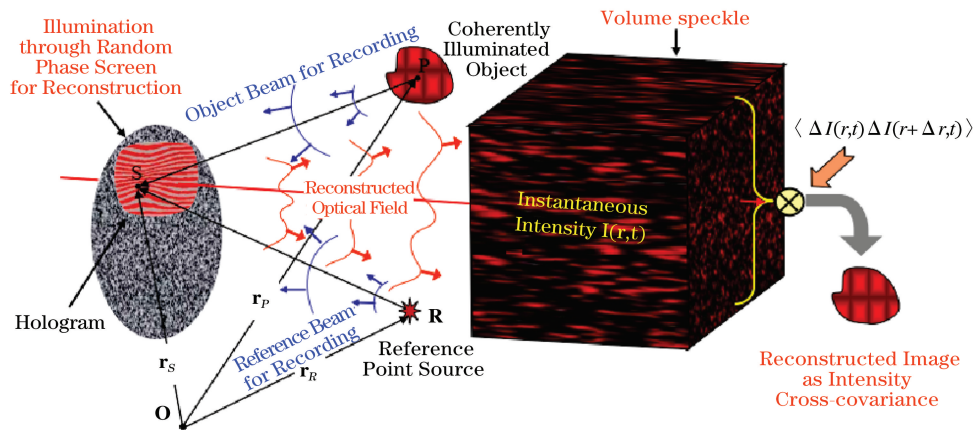 Illumination
through Random
Phase Screen
for Reconstruction
Object Beam for Recording
Coherently
Illuminated
Object
P
Volume speckle
S
Reconstructed
Optical Field
Instantaneous
Intensity I(r,t)
⟨ ΔI(r,t)ΔI(r+Δr,t)⟩
Hologram
r_P
R
Reference Beam
for Recording
Reference
Point Source
r_S
r_R
O
Reconstructed Image
as Intensity
Cross-covariance